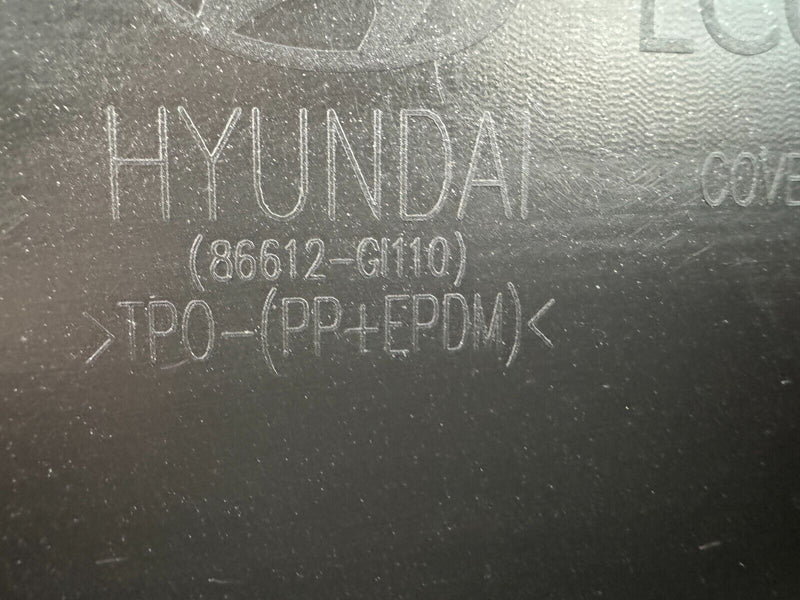 HYUNDAI
(86612-GI110)
>TPO-(PP+EPDM)<